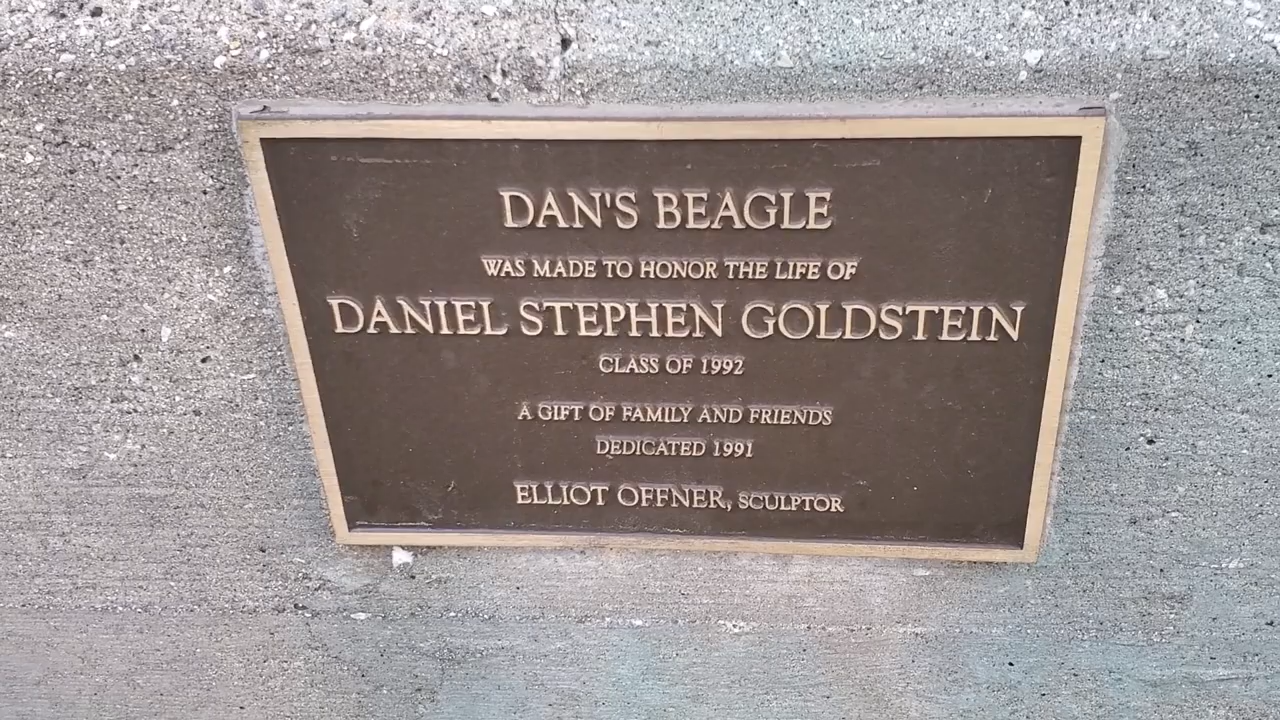 DAN'S BEAGLE
WAS MADE TO HONOR THE LIFE OF
DANIEL STEPHEN GOLDSTEIN
CLASS OF 1992
A GIFT OF FAMILY AND FRIENDS
DEDICATED 1991
ELLIOT OFFNER, SCULPTOR